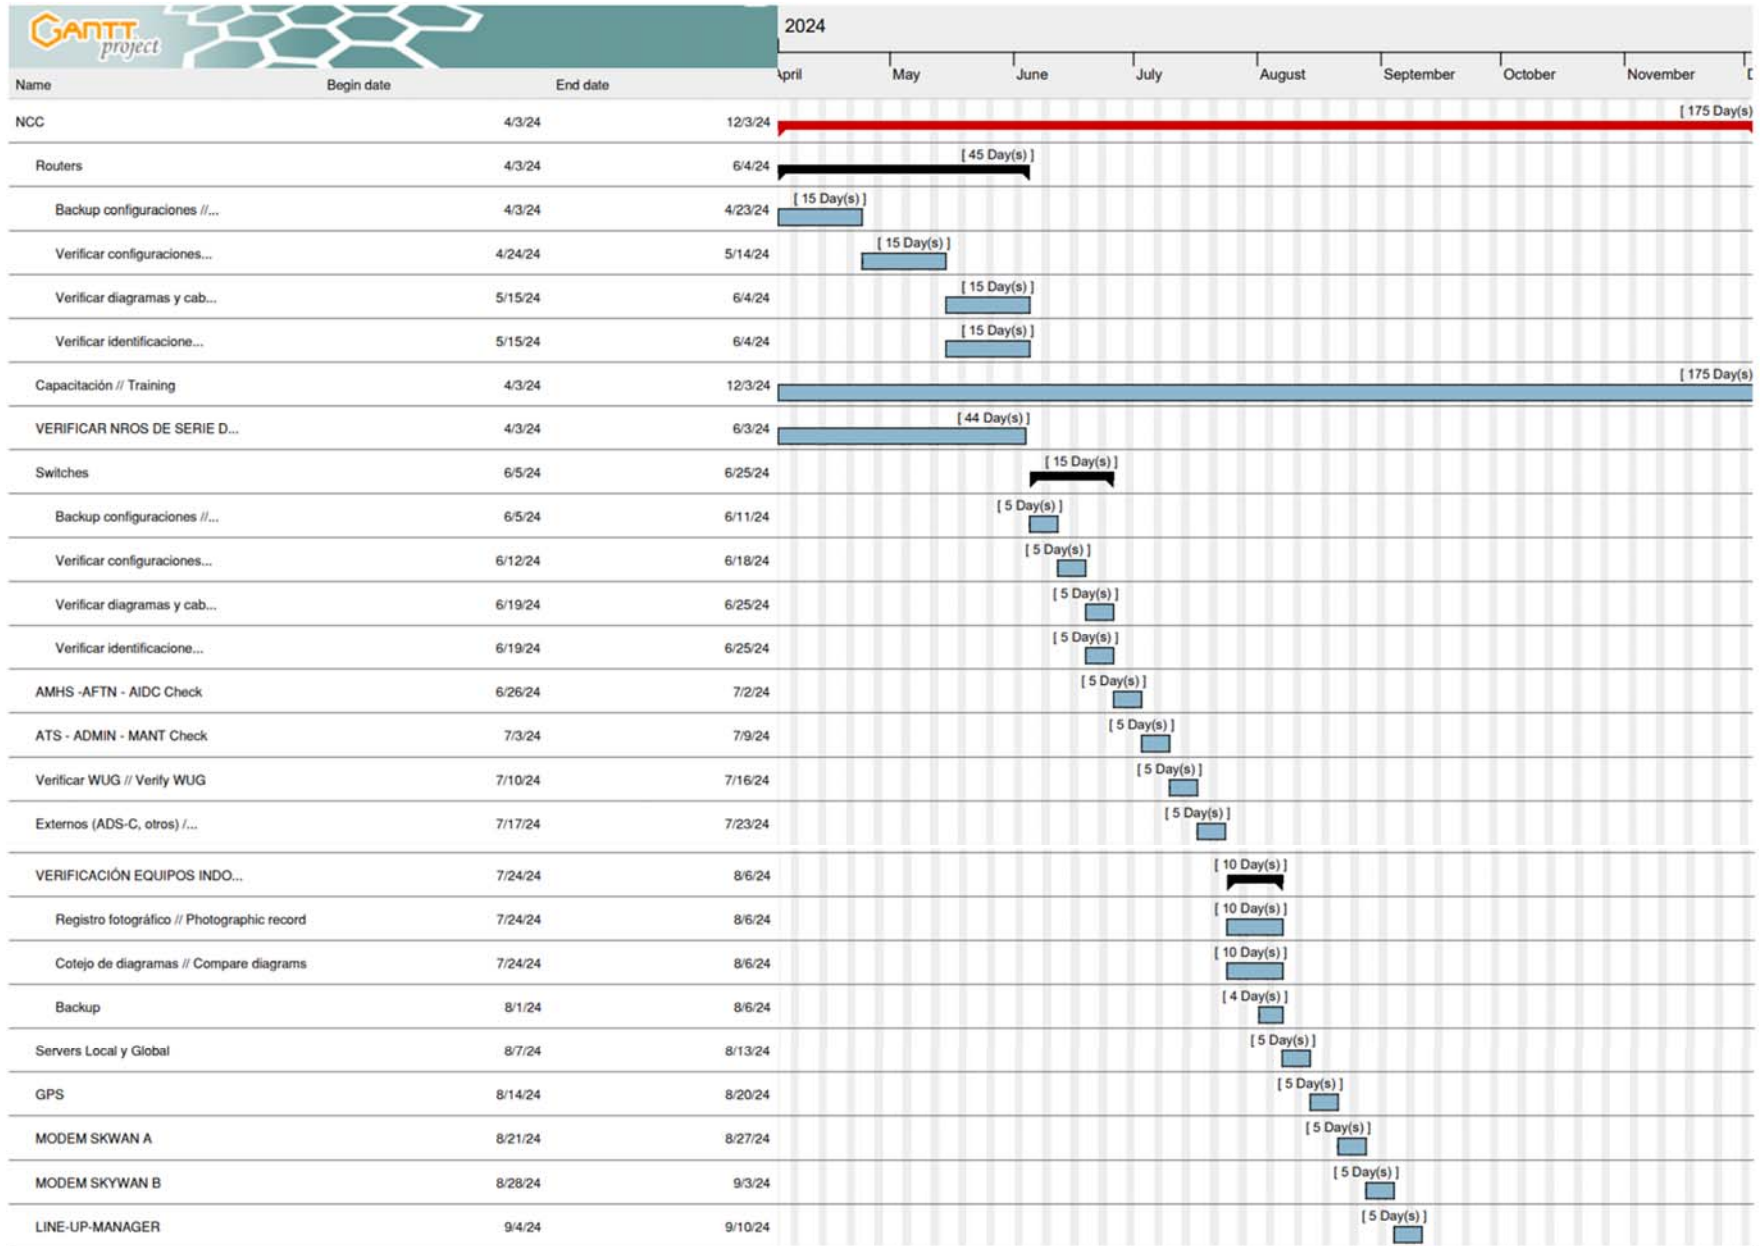 GANTT project
2024
April May June July August September October November D
Name Begin date End date
NCC 4/3/24 12/3/24 [ 175 Day(s)
Routers 4/3/24 6/4/24 [ 45 Day(s) ]
Backup configuraciones //... 4/3/24 4/23/24 [ 15 Day(s) ]
Verificar configuraciones... 4/24/24 5/14/24 [ 15 Day(s) ]
Verificar diagramas y cab... 5/15/24 6/4/24 [ 15 Day(s) ]
Verificar identificacione... 5/15/24 6/4/24 [ 15 Day(s) ]
Capacitación // Training 4/3/24 12/3/24 [ 175 Day(s)
VERIFICAR NROS DE SERIE D... 4/3/24 6/3/24 [ 44 Day(s) ]
Switches 6/5/24 6/25/24 [ 15 Day(s) ]
Backup configuraciones //... 6/5/24 6/11/24 [ 5 Day(s) ]
Verificar configuraciones... 6/12/24 6/18/24 [ 5 Day(s) ]
Verificar diagramas y cab... 6/19/24 6/25/24 [ 5 Day(s) ]
Verificar identificacione... 6/19/24 6/25/24 [ 5 Day(s) ]
AMHS -AFTN - AIDC Check 6/26/24 7/2/24 [ 5 Day(s) ]
ATS - ADMIN - MANT Check 7/3/24 7/9/24 [ 5 Day(s) ]
Verificar WUG // Verify WUG 7/10/24 7/16/24 [ 5 Day(s) ]
Externos (ADS-C, otros) /... 7/17/24 7/23/24 [ 5 Day(s) ]
VERIFICACIÓN EQUIPOS INDO... 7/24/24 8/6/24 [ 10 Day(s) ]
Registro fotográfico // Photographic record 7/24/24 8/6/24 [ 10 Day(s) ]
Cotejo de diagramas // Compare diagrams 7/24/24 8/6/24 [ 10 Day(s) ]
Backup 8/1/24 8/6/24 [ 4 Day(s) ]
Servers Local y Global 8/7/24 8/13/24 [ 5 Day(s) ]
GPS 8/14/24 8/20/24 [ 5 Day(s) ]
MODEM SKWAN A 8/21/24 8/27/24 [ 5 Day(s) ]
MODEM SKYWAN B 8/28/24 9/3/24 [ 5 Day(s) ]
LINE-UP-MANAGER 9/4/24 9/10/24 [ 5 Day(s) ]